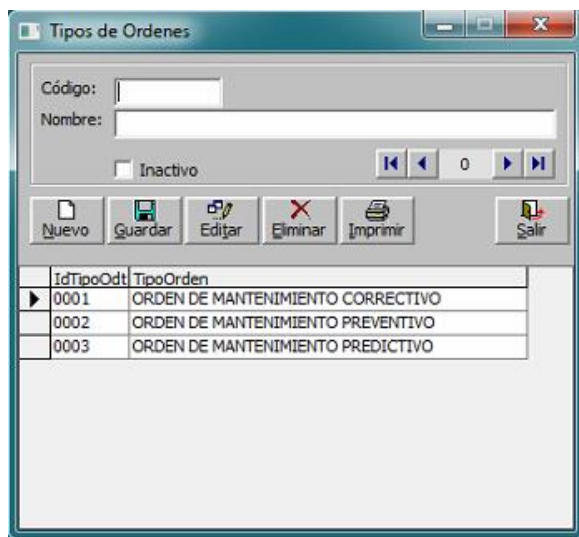 Tipos de Ordenes
Código:
Nombre:
Inactivo
0
Nuevo Guardar Editar Eliminar Imprimir Salir
IdTipoOdt TipoOrden
0001 ORDEN DE MANTENIMIENTO CORRECTIVO
0002 ORDEN DE MANTENIMIENTO PREVENTIVO
0003 ORDEN DE MANTENIMIENTO PREDICTIVO